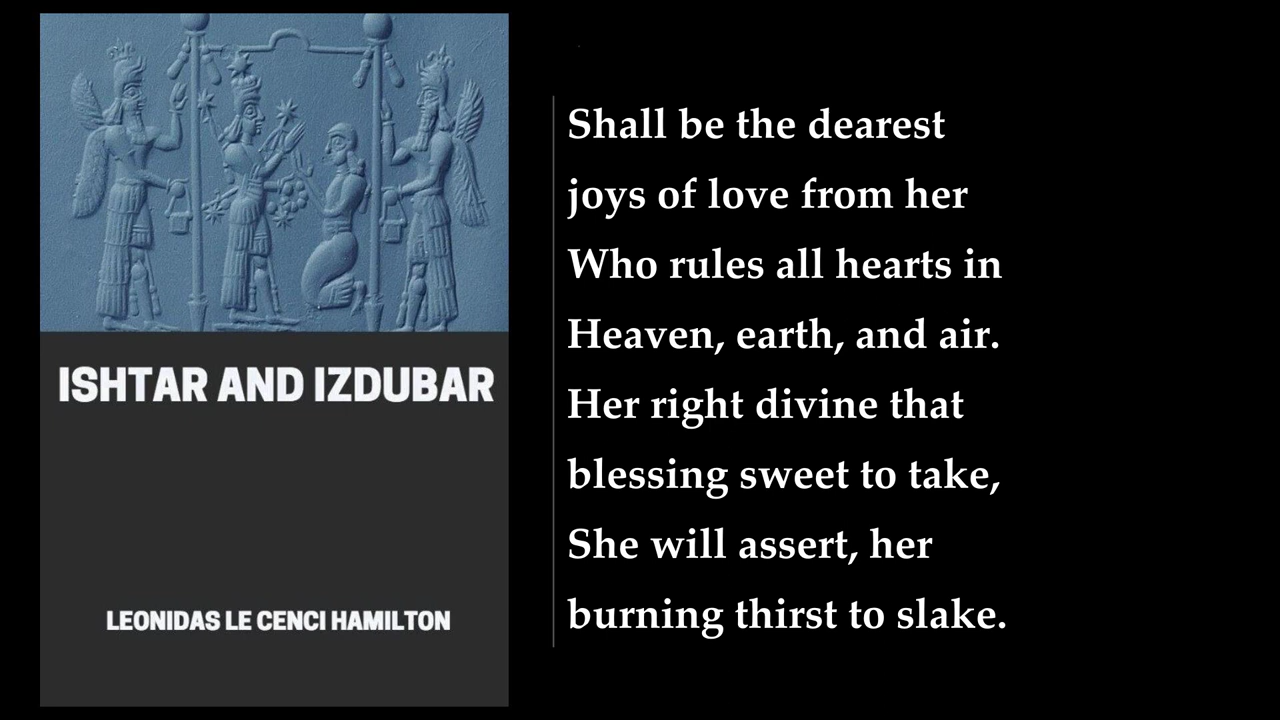 ISHTAR AND IZDUBAR
LEONIDAS LE CENCI HAMILTON
Shall be the dearest
joys of love from her
Who rules all hearts in
Heaven, earth, and air.
Her right divine that
blessing sweet to take,
She will assert, her
burning thirst to slake.